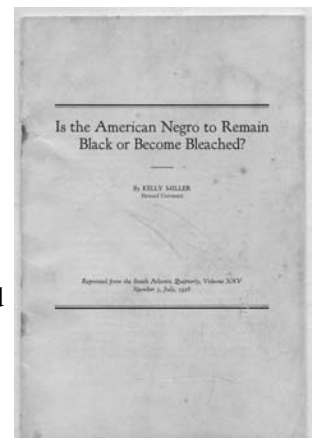 Is the American Negro to Remain
Black or Become Bleached?
By KELLY MILLER
Howard University
Reprinted from the South Atlantic Quarterly, Volume XXV
Number 3, July, 1926
d